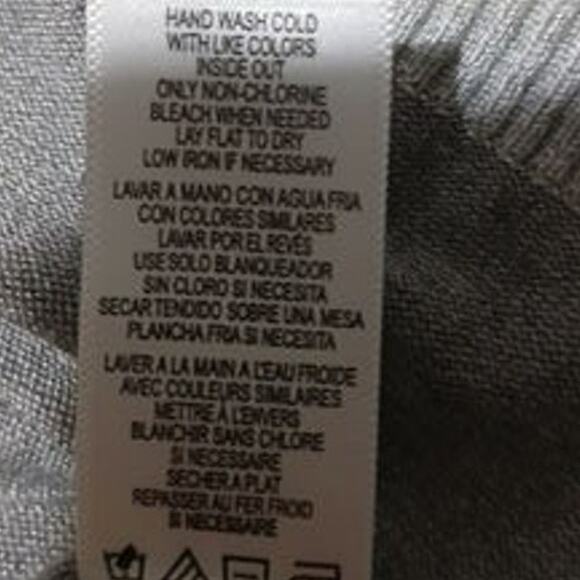 HAND WASH COLD
WITH LIKE COLORS
INSIDE OUT
ONLY NON-CHLORINE
BLEACH WHEN NEEDED
LAY FLAT TO DRY
LOW IRON IF NECESSARY
LAVAR A MANO CON AGUA FRIA
CON COLORES SIMILARES
LAVAR POR EL REVES
USE SOLO BLANQUEADOR
SIN CLORO SI NECESITA
SECAR TENDIDO SOBRE UNA MESA
PLANCHA FRIA SI NECESITA
LAVER A LA MAIN A L'EAU FROIDE
AVEC COULEURS SIMILAIRES
METTRE À L'ENVERS
BLANCHIR SANS CHLORE
SI NECESSAIRE
SECHER A PLAT
REPASSER AU FER FROID
SI NECESSAIRE